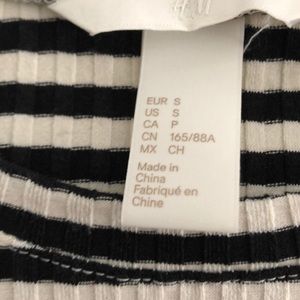 H&M
EUR S
US S
CA P
CN 165/88A
MX CH
Made in
China
Fabriqué en
Chine